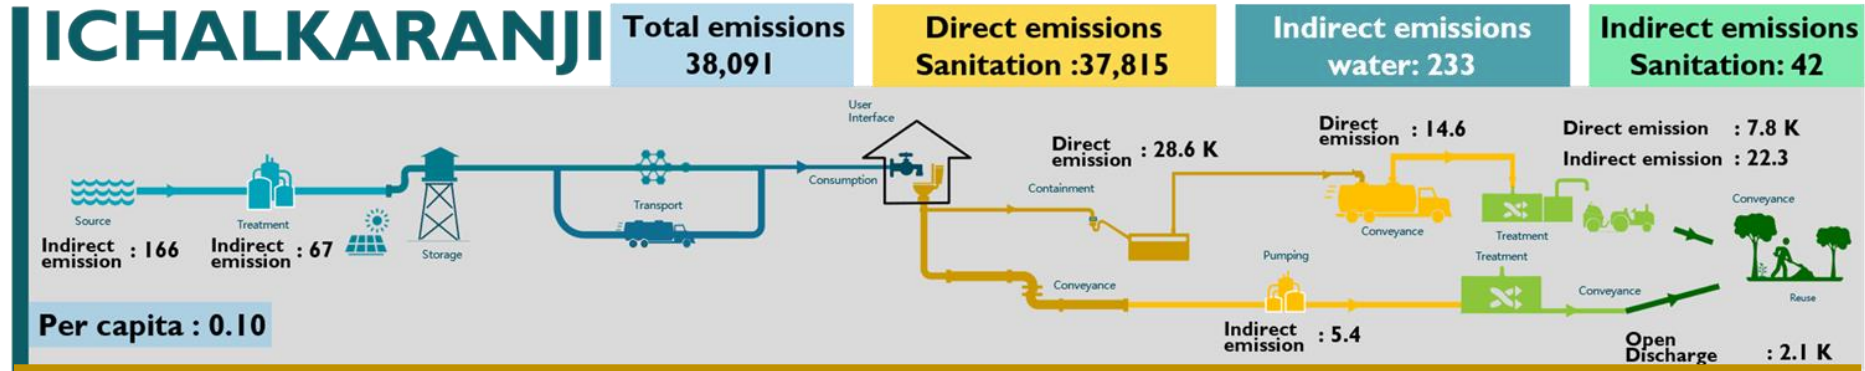 ICHALKARANJI
Total emissions
38,091
Direct emissions
Sanitation :37,815
Indirect emissions
water: 233
Indirect emissions
Sanitation: 42
User
Interface
Direct
emission : 28.6 K
Direct
emission : 14.6
Direct emission : 7.8 K
Indirect emission : 22.3
Consumption
Containment
Conveyance
Source
Treatment
Transport
Storage
Conveyance
Treatment
Indirect
emission : 166
Indirect
emission : 67
Pumping
Treatment
Conveyance
Conveyance
Reuse
Per capita : 0.10
Indirect
emission : 5.4
Open
Discharge : 2.1 K